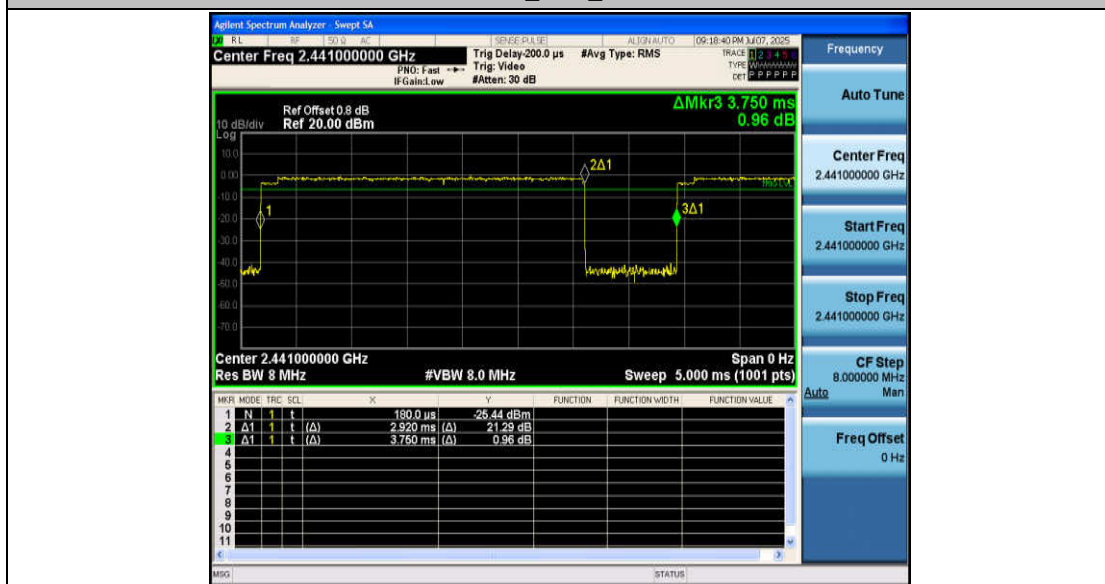 Agilent Spectrum Analyzer - Swept SA
RL RF 50 Ω AC SENSE:PULSE ALIGN AUTO 09:18:40 PM Jul 07, 2025
Center Freq 2.441000000 GHz
PNO: Fast
IFGain:Low
Trig Delay-200.0 µs
Trig: Video
#Atten: 30 dB
#Avg Type: RMS
TRACE 1 2 3 4 5 6
TYPE
DET P P P P P P
Frequency
Auto Tune
Center Freq
2.441000000 GHz
Start Freq
2.441000000 GHz
Stop Freq
2.441000000 GHz
CF Step
8.000000 MHz
Auto Man
Freq Offset
0 Hz
ΔMkr3 3.750 ms
0.96 dB
Ref Offset 0.8 dB
10 dB/div Ref 20.00 dBm
Log
10.0
0.00
-10.0
-20.0
-30.0
-40.0
-50.0
-60.0
-70.0
1
2Δ1
3Δ1
TRIG LVL
Center 2.441000000 GHz Span 0 Hz
Res BW 8 MHz #VBW 8.0 MHz Sweep 5.000 ms (1001 pts)
MKR MODE TRC SCL X Y FUNCTION FUNCTION WIDTH FUNCTION VALUE
1 N 1 t 180.0 µs -25.44 dBm
2 Δ1 1 t (Δ) 2.920 ms (Δ) 21.29 dB
3 Δ1 1 t (Δ) 3.750 ms (Δ) 0.96 dB
4
5
6
7
8
9
10
11
MSG STATUS